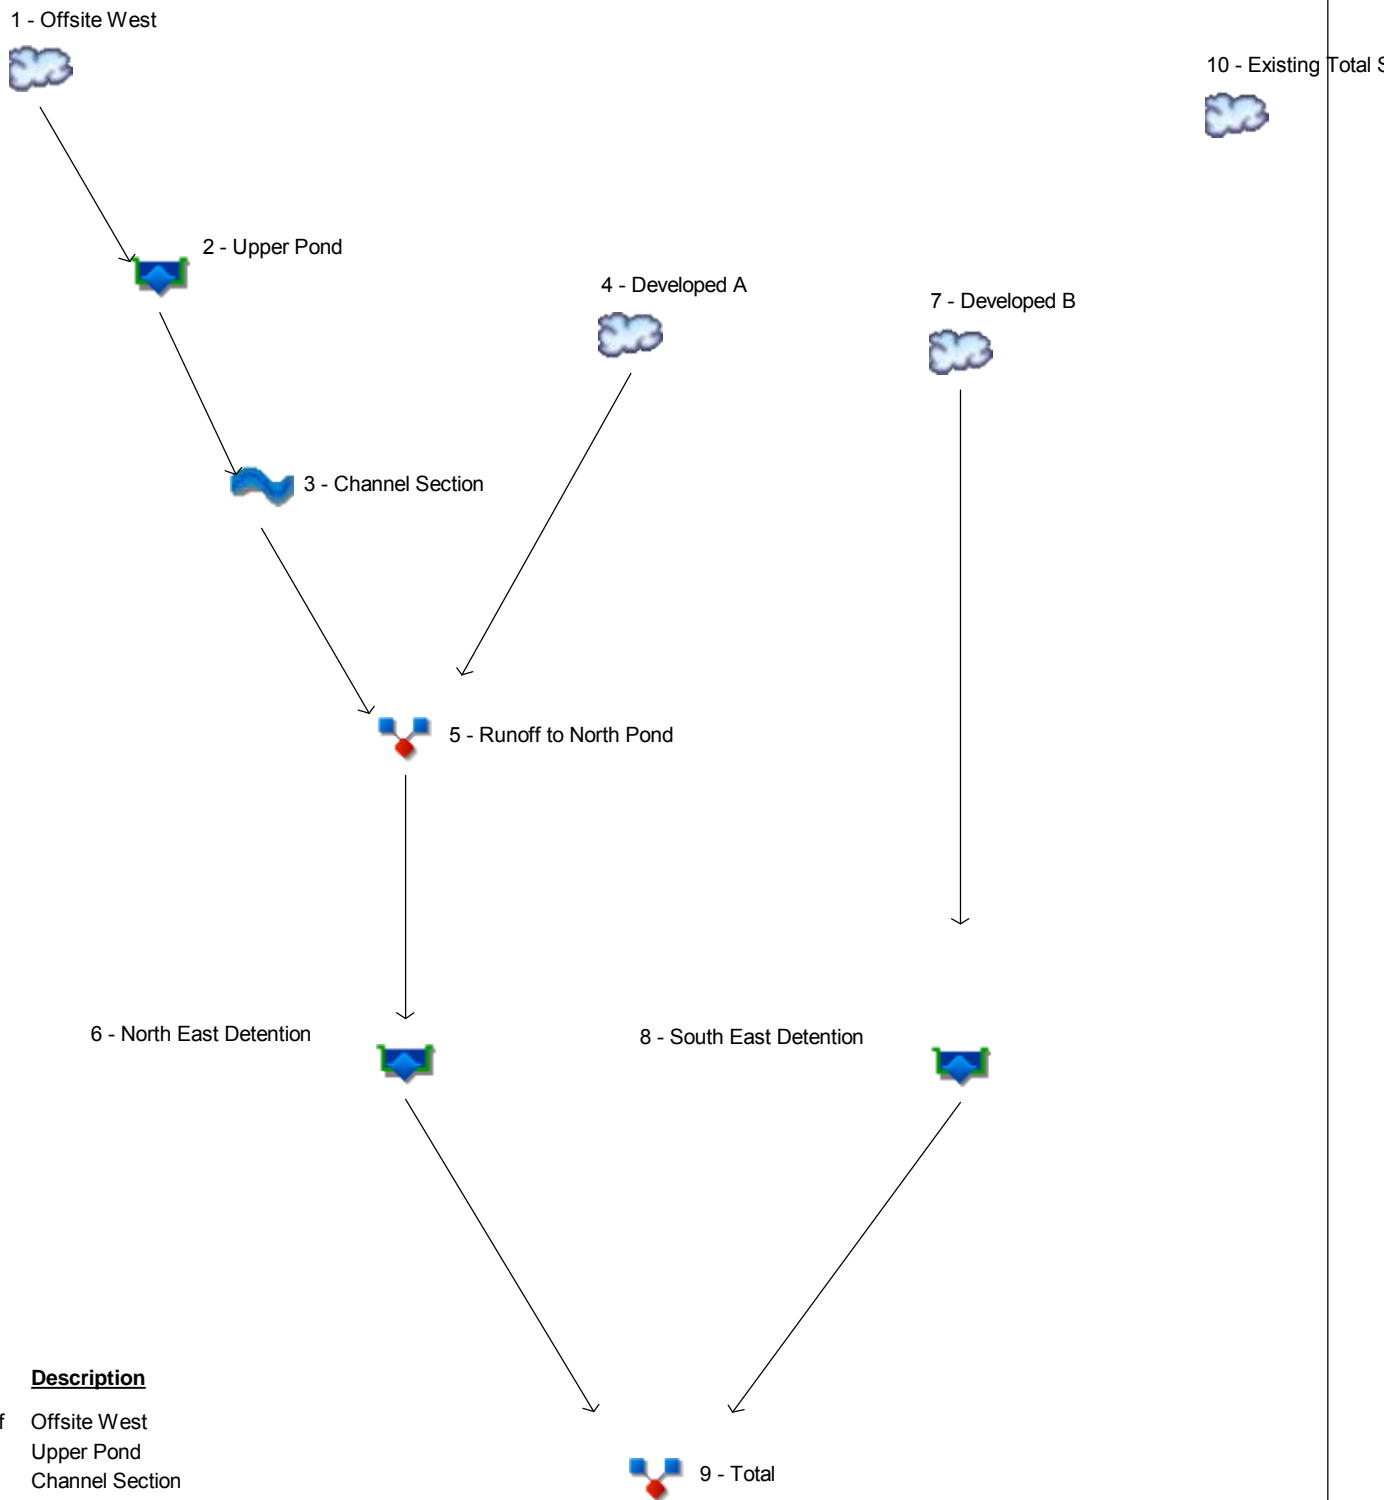 1 - Offsite West
10 - Existing Total S
2 - Upper Pond
4 - Developed A
7 - Developed B
3 - Channel Section
5 - Runoff to North Pond
6 - North East Detention
8 - South East Detention
9 - Total
Description
f Offsite West
Upper Pond
Channel Section